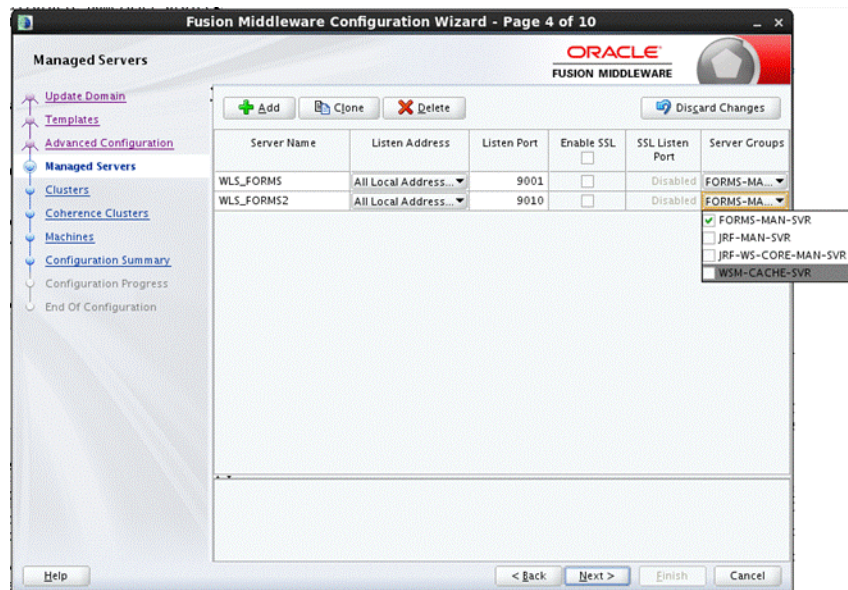 Fusion Middleware Configuration Wizard - Page 4 of 10
Managed Servers
ORACLE
FUSION MIDDLEWARE
Update Domain
Templates
Advanced Configuration
Managed Servers
Clusters
Coherence Clusters
Machines
Configuration Summary
Configuration Progress
End Of Configuration
Add Clone Delete Discard Changes
Server Name Listen Address Listen Port Enable SSL SSL Listen Port Server Groups
WLS_FORMS All Local Address... 9001 Disabled FORMS-MA...
WLS_FORMS2 All Local Address... 9010 Disabled FORMS-MA...
FORMS-MAN-SVR
JRF-MAN-SVR
JRF-WS-CORE-MAN-SVR
WSM-CACHE-SVR
Help < Back Next > Finish Cancel